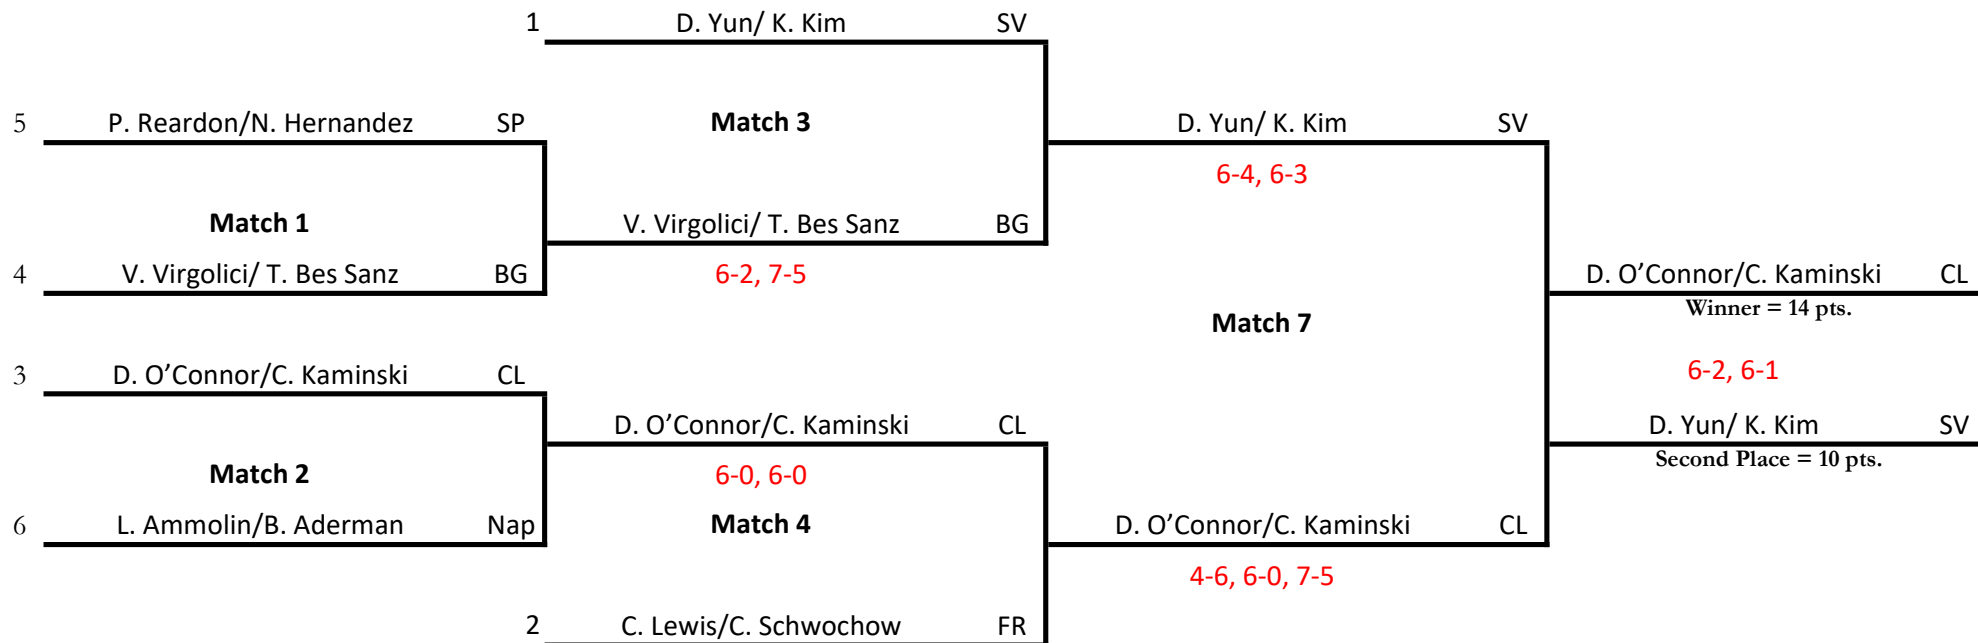 1 D. Yun/ K. Kim SV
5 P. Reardon/N. Hernandez SP
Match 3
D. Yun/ K. Kim SV
6-4, 6-3
Match 1
V. Virgolici/ T. Bes Sanz BG
4 V. Virgolici/ T. Bes Sanz BG
6-2, 7-5
D. O’Connor/C. Kaminski CL
Winner = 14 pts.
Match 7
3 D. O’Connor/C. Kaminski CL
6-2, 6-1
D. O’Connor/C. Kaminski CL
D. Yun/ K. Kim SV
Second Place = 10 pts.
Match 2
6-0, 6-0
6 L. Ammolin/B. Aderman Nap
Match 4
D. O’Connor/C. Kaminski CL
4-6, 6-0, 7-5
2 C. Lewis/C. Schwochow FR